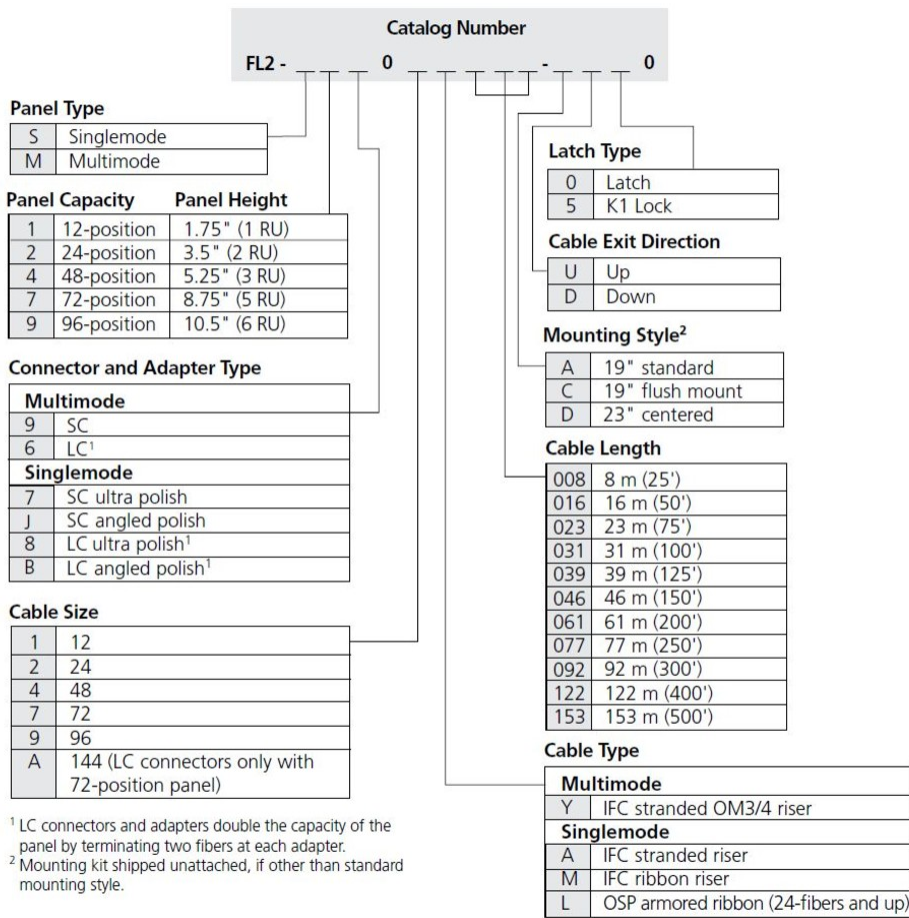 Catalog Number
FL2 - _ _ _ 0 _ _ _ _ _ - _ _ _ 0
Panel Type
S Singlemode
M Multimode
Panel Capacity Panel Height
1 12-position 1.75" (1 RU)
2 24-position 3.5" (2 RU)
4 48-position 5.25" (3 RU)
7 72-position 8.75" (5 RU)
9 96-position 10.5" (6 RU)
Connector and Adapter Type
Multimode
9 SC
6 LC¹
Singlemode
7 SC ultra polish
J SC angled polish
8 LC ultra polish¹
B LC angled polish¹
Cable Size
1 12
2 24
4 48
7 72
9 96
A 144 (LC connectors only with
72-position panel)
¹ LC connectors and adapters double the capacity of the
panel by terminating two fibers at each adapter.
² Mounting kit shipped unattached, if other than standard
mounting style.
Latch Type
0 Latch
5 K1 Lock
Cable Exit Direction
U Up
D Down
Mounting Style²
A 19" standard
C 19" flush mount
D 23" centered
Cable Length
008 8 m (25')
016 16 m (50')
023 23 m (75')
031 31 m (100')
039 39 m (125')
046 46 m (150')
061 61 m (200')
077 77 m (250')
092 92 m (300')
122 122 m (400')
153 153 m (500')
Cable Type
Multimode
Y IFC stranded OM3/4 riser
Singlemode
A IFC stranded riser
M IFC ribbon riser
L OSP armored ribbon (24-fibers and up)